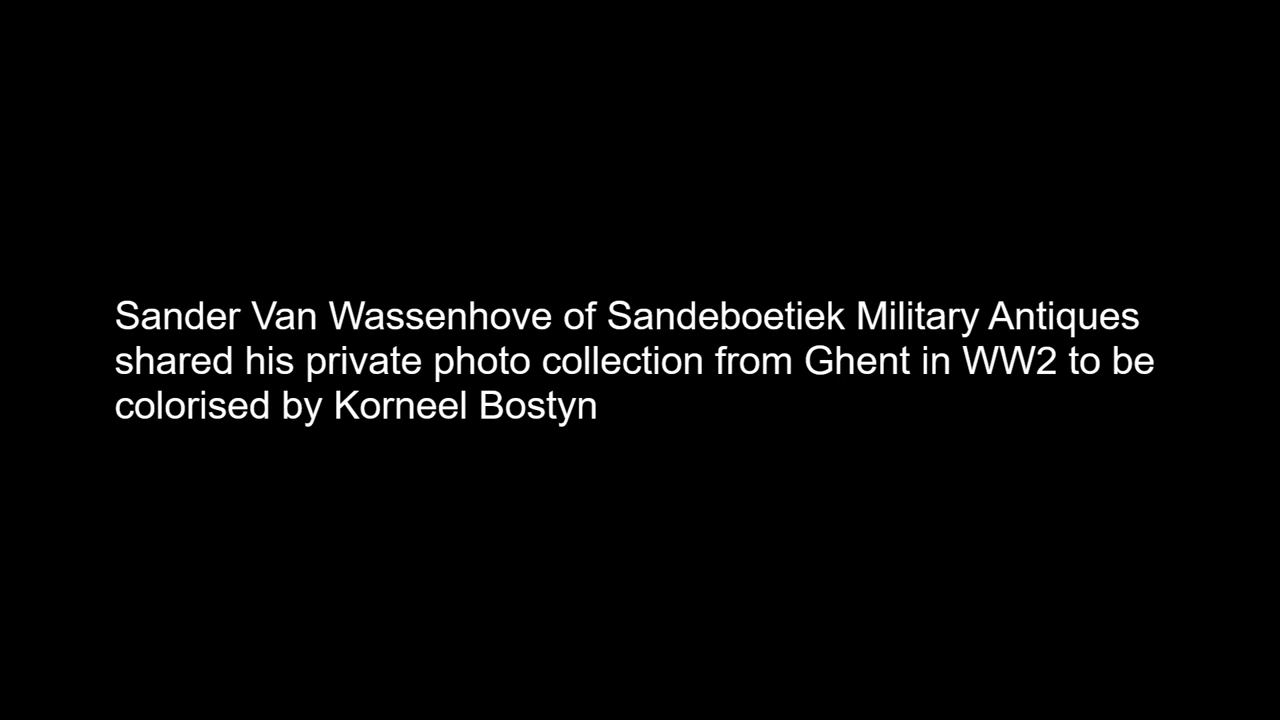 Sander Van Wassenhove of Sandeboetiek Military Antiques
shared his private photo collection from Ghent in WW2 to be
colorised by Korneel Bostyn